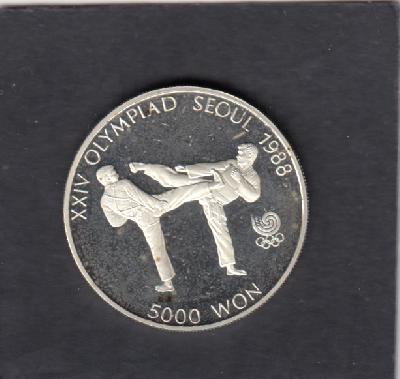 XXIV OLYMPIAD SEOUL 1988
5000 WON